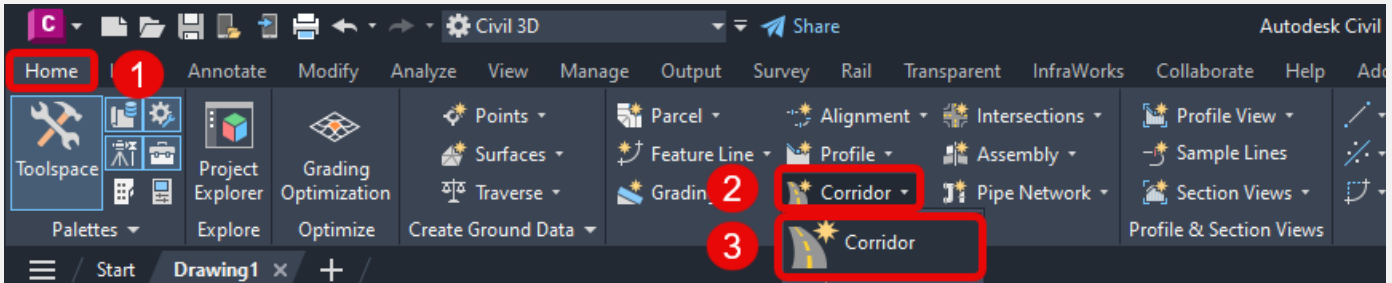 C Civil 3D Share Autodesk Civil
Home 1 Annotate Modify Analyze View Manage Output Survey Rail Transparent InfraWorks Collaborate Help
Points Parcel Alignment Intersections Profile View
Surfaces Feature Line Profile Assembly Sample Lines
Toolspace Project Explorer Grading Optimization Traverse Grading 2 Corridor Pipe Network Section Views
Palettes Explore Optimize Create Ground Data Profile & Section Views
3 Corridor
Start Drawing1